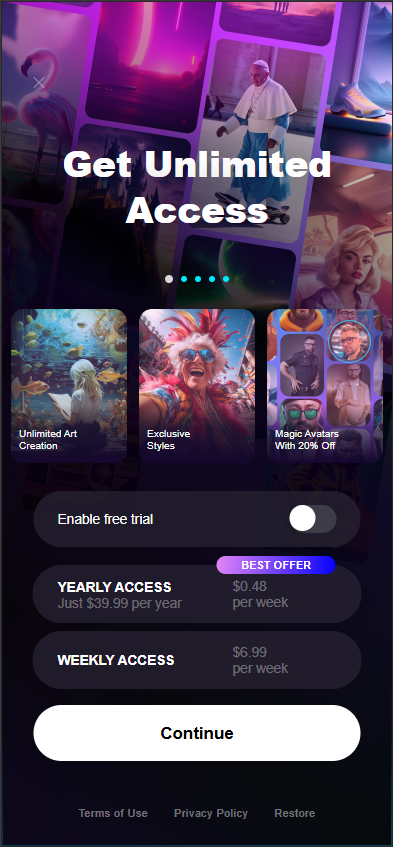 Get Unlimited
Access
Unlimited Art
Creation
Exclusive
Styles
Magic Avatars
With 20% Off
Enable free trial
BEST OFFER
YEARLY ACCESS
Just $39.99 per year
$0.48
per week
WEEKLY ACCESS
$6.99
per week
Continue
Terms of Use Privacy Policy Restore